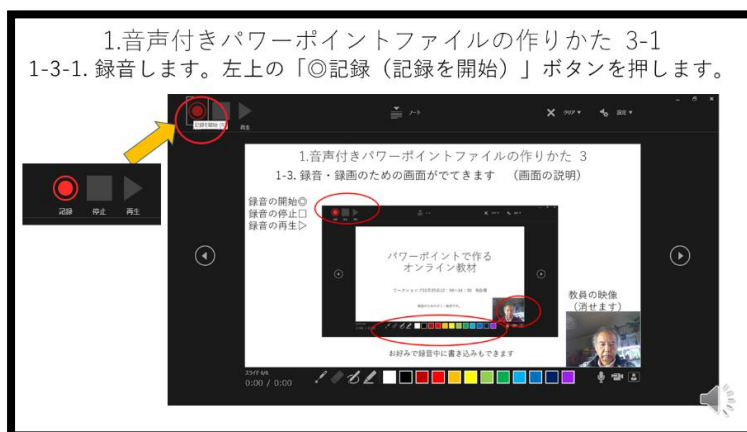 1.音声付きパワーポイントファイルの作りかた 3-1
1-3-1. 録音します。左上の「◎記録(記録を開始)」ボタンを押します。
再生
ノート
クリア
設定
記録 停止 再生
1.音声付きパワーポイントファイルの作りかた 3
1-3. 録音・録画のための画面がでてきます (画面の説明)
録音の開始◎
録音の停止□
録音の再生▷
パワーポイントで作る
オンライン教材
教員の映像
(消せます)
お好みで録音中に書き込みもできます
スライド 6/6
0:00 / 0:00